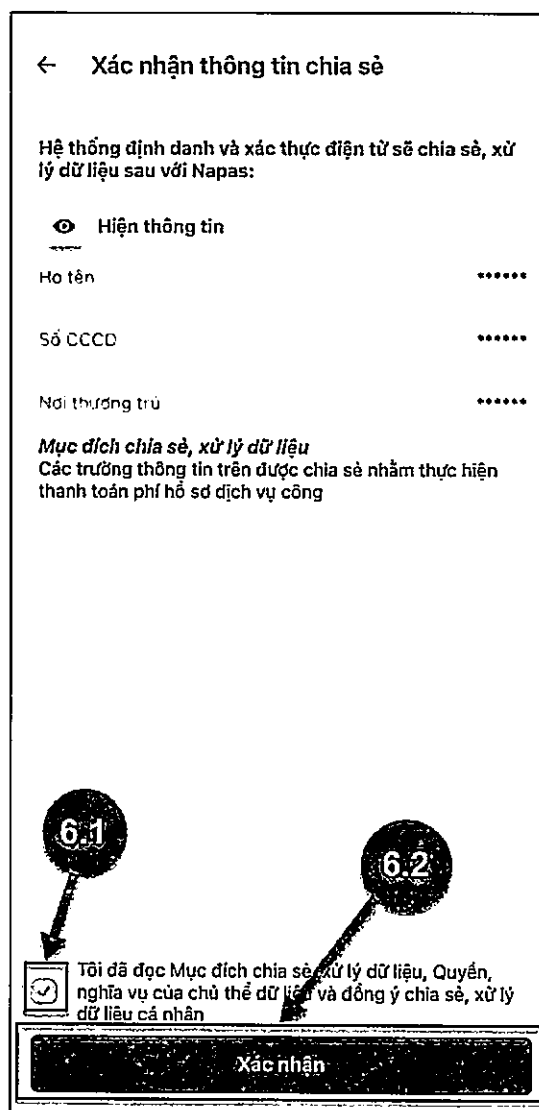 ← Xác nhận thông tin chia sẻ
Hệ thống định danh và xác thực điện tử sẽ chia sẻ, xử
lý dữ liệu sau với Napas:
Hiện thông tin
Họ tên ******
Số CCCD ******
Nơi thường trú ******
Mục đích chia sẻ, xử lý dữ liệu
Các trường thông tin trên được chia sẻ nhằm thực hiện
thanh toán phí hồ sơ dịch vụ công
6.1
6.2
Tôi đã đọc Mục đích chia sẻ, xử lý dữ liệu, Quyền,
nghĩa vụ của chủ thể dữ liệu và đồng ý chia sẻ, xử lý
dữ liệu cá nhân
Xác nhận